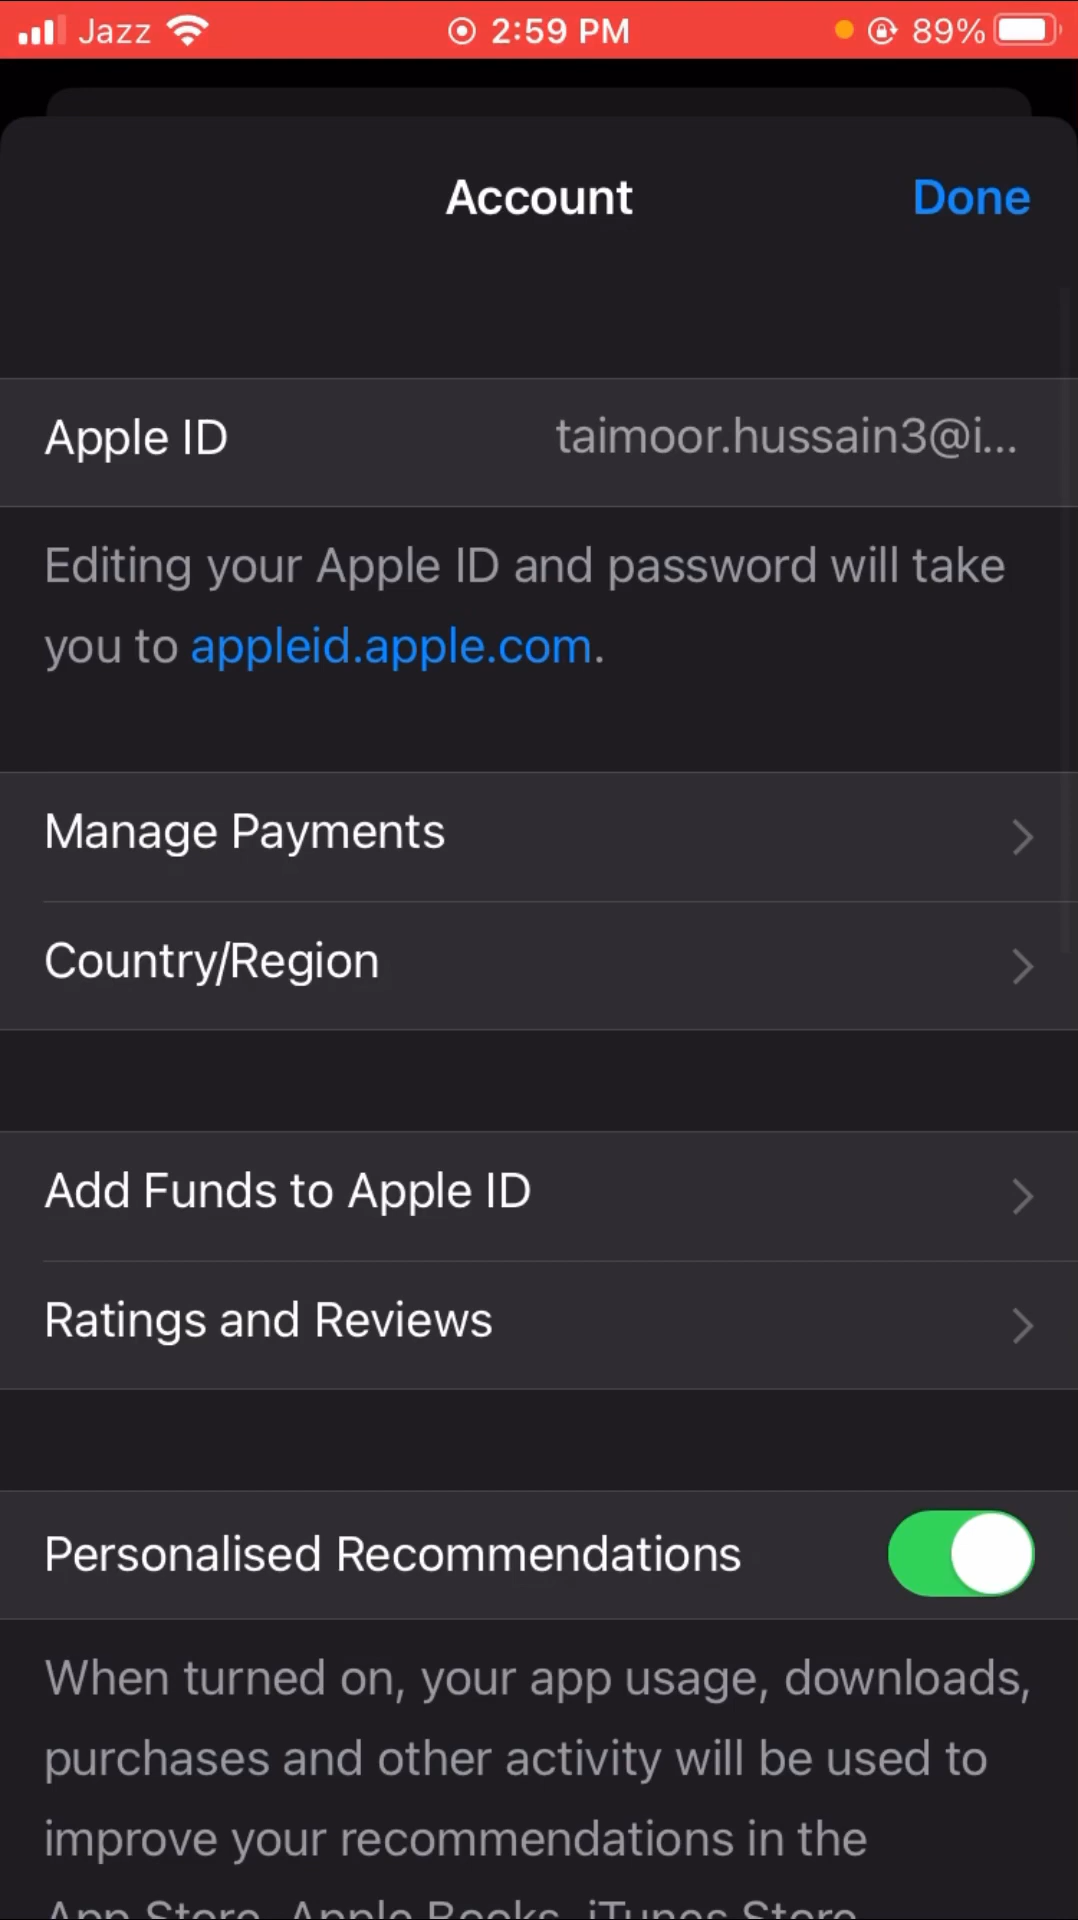 Jazz 2:59 PM 89%
Account Done
Apple ID taimoor.hussain3@i...
Editing your Apple ID and password will take
you to appleid.apple.com.
Manage Payments
Country/Region
Add Funds to Apple ID
Ratings and Reviews
Personalised Recommendations
When turned on, your app usage, downloads,
purchases and other activity will be used to
improve your recommendations in the
App Store, Apple Books, iTunes Store,